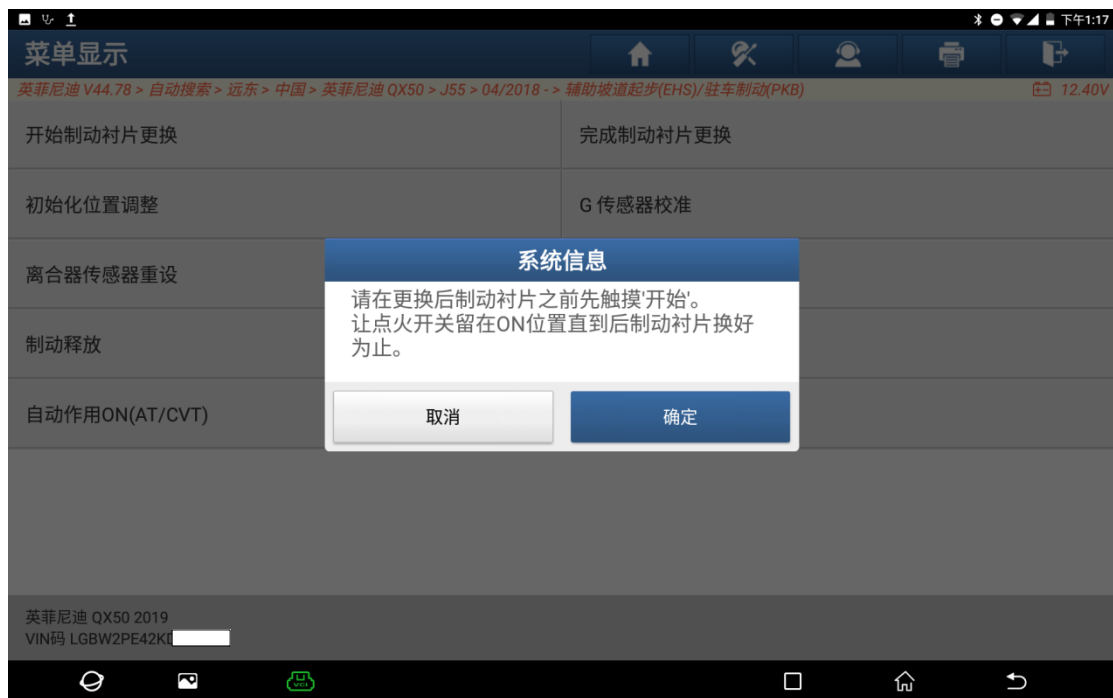 下午1:17
菜单显示
英菲尼迪 V44.78 > 自动搜索 > 远东 > 中国 > 英菲尼迪 QX50 > J55 > 04/2018 - > 辅助坡道起步(EHS)/驻车制动(PKB)
12.40V
开始制动衬片更换
完成制动衬片更换
初始化位置调整
G 传感器校准
离合器传感器重设
系统信息
请在更换后制动衬片之前先触摸'开始'。
让点火开关留在ON位置直到后制动衬片换好
为止。
制动释放
取消
确定
自动作用ON(AT/CVT)
英菲尼迪 QX50 2019
VIN码 LGBW2PE42K
VCI